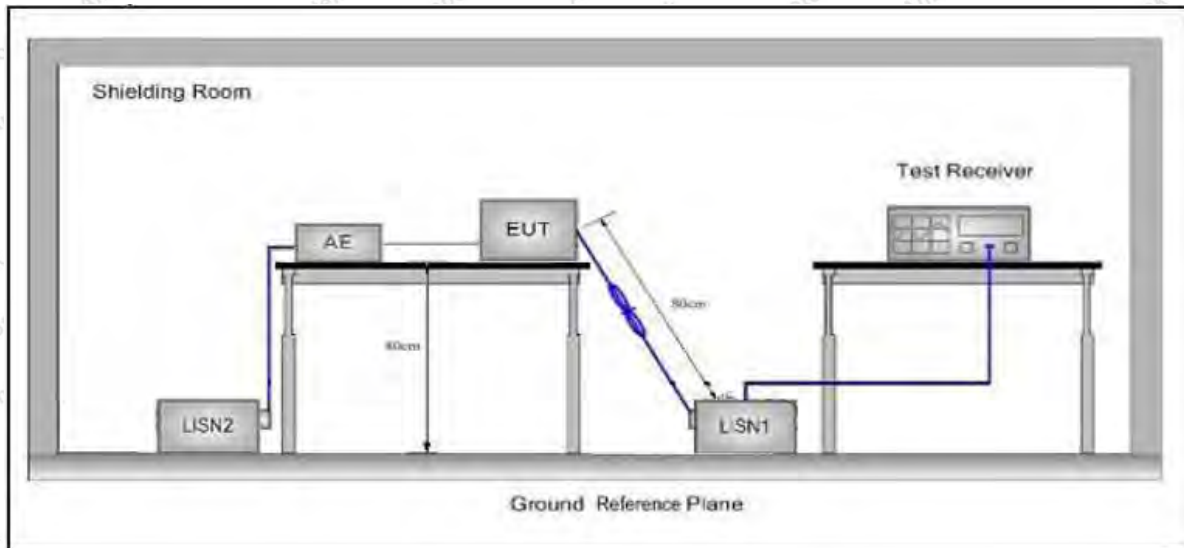 Shielding Room
Test Receiver
AE
EUT
80cm
80cm
LISN2
LISN1
Ground Reference Plane